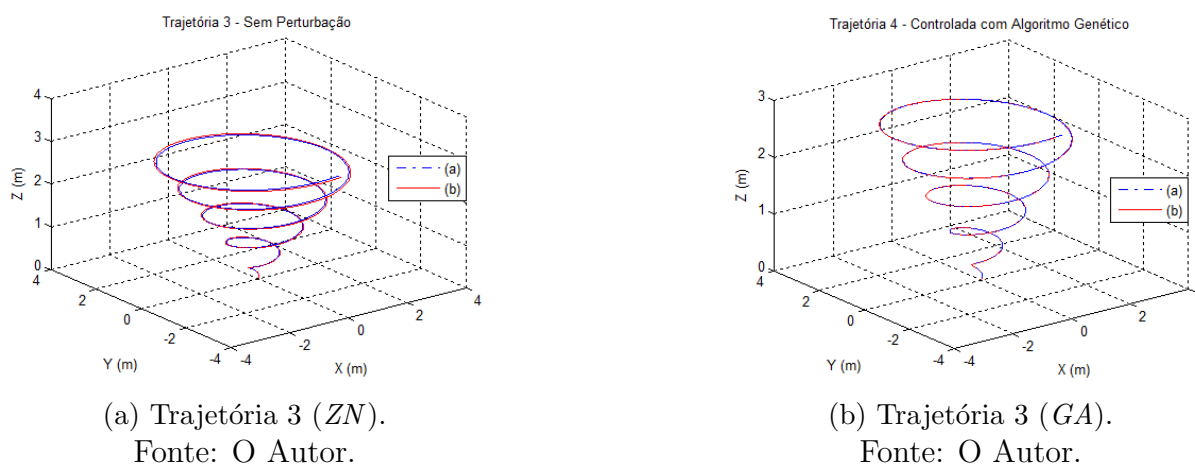 Trajetória 3 - Sem Perturbação
4
3
2
1
0
Z (m)
4
2
0
-2
-4
Y (m)
-4
-2
0
2
4
X (m)
(a)
(b)
(a) Trajetória 3 (ZN).
Fonte: O Autor.
Trajetória 4 - Controlada com Algoritmo Genético
3
2
1
0
Z (m)
4
2
0
-2
-4
Y (m)
-4
-2
0
2
X (m)
(a)
(b)
(b) Trajetória 3 (GA).
Fonte: O Autor.